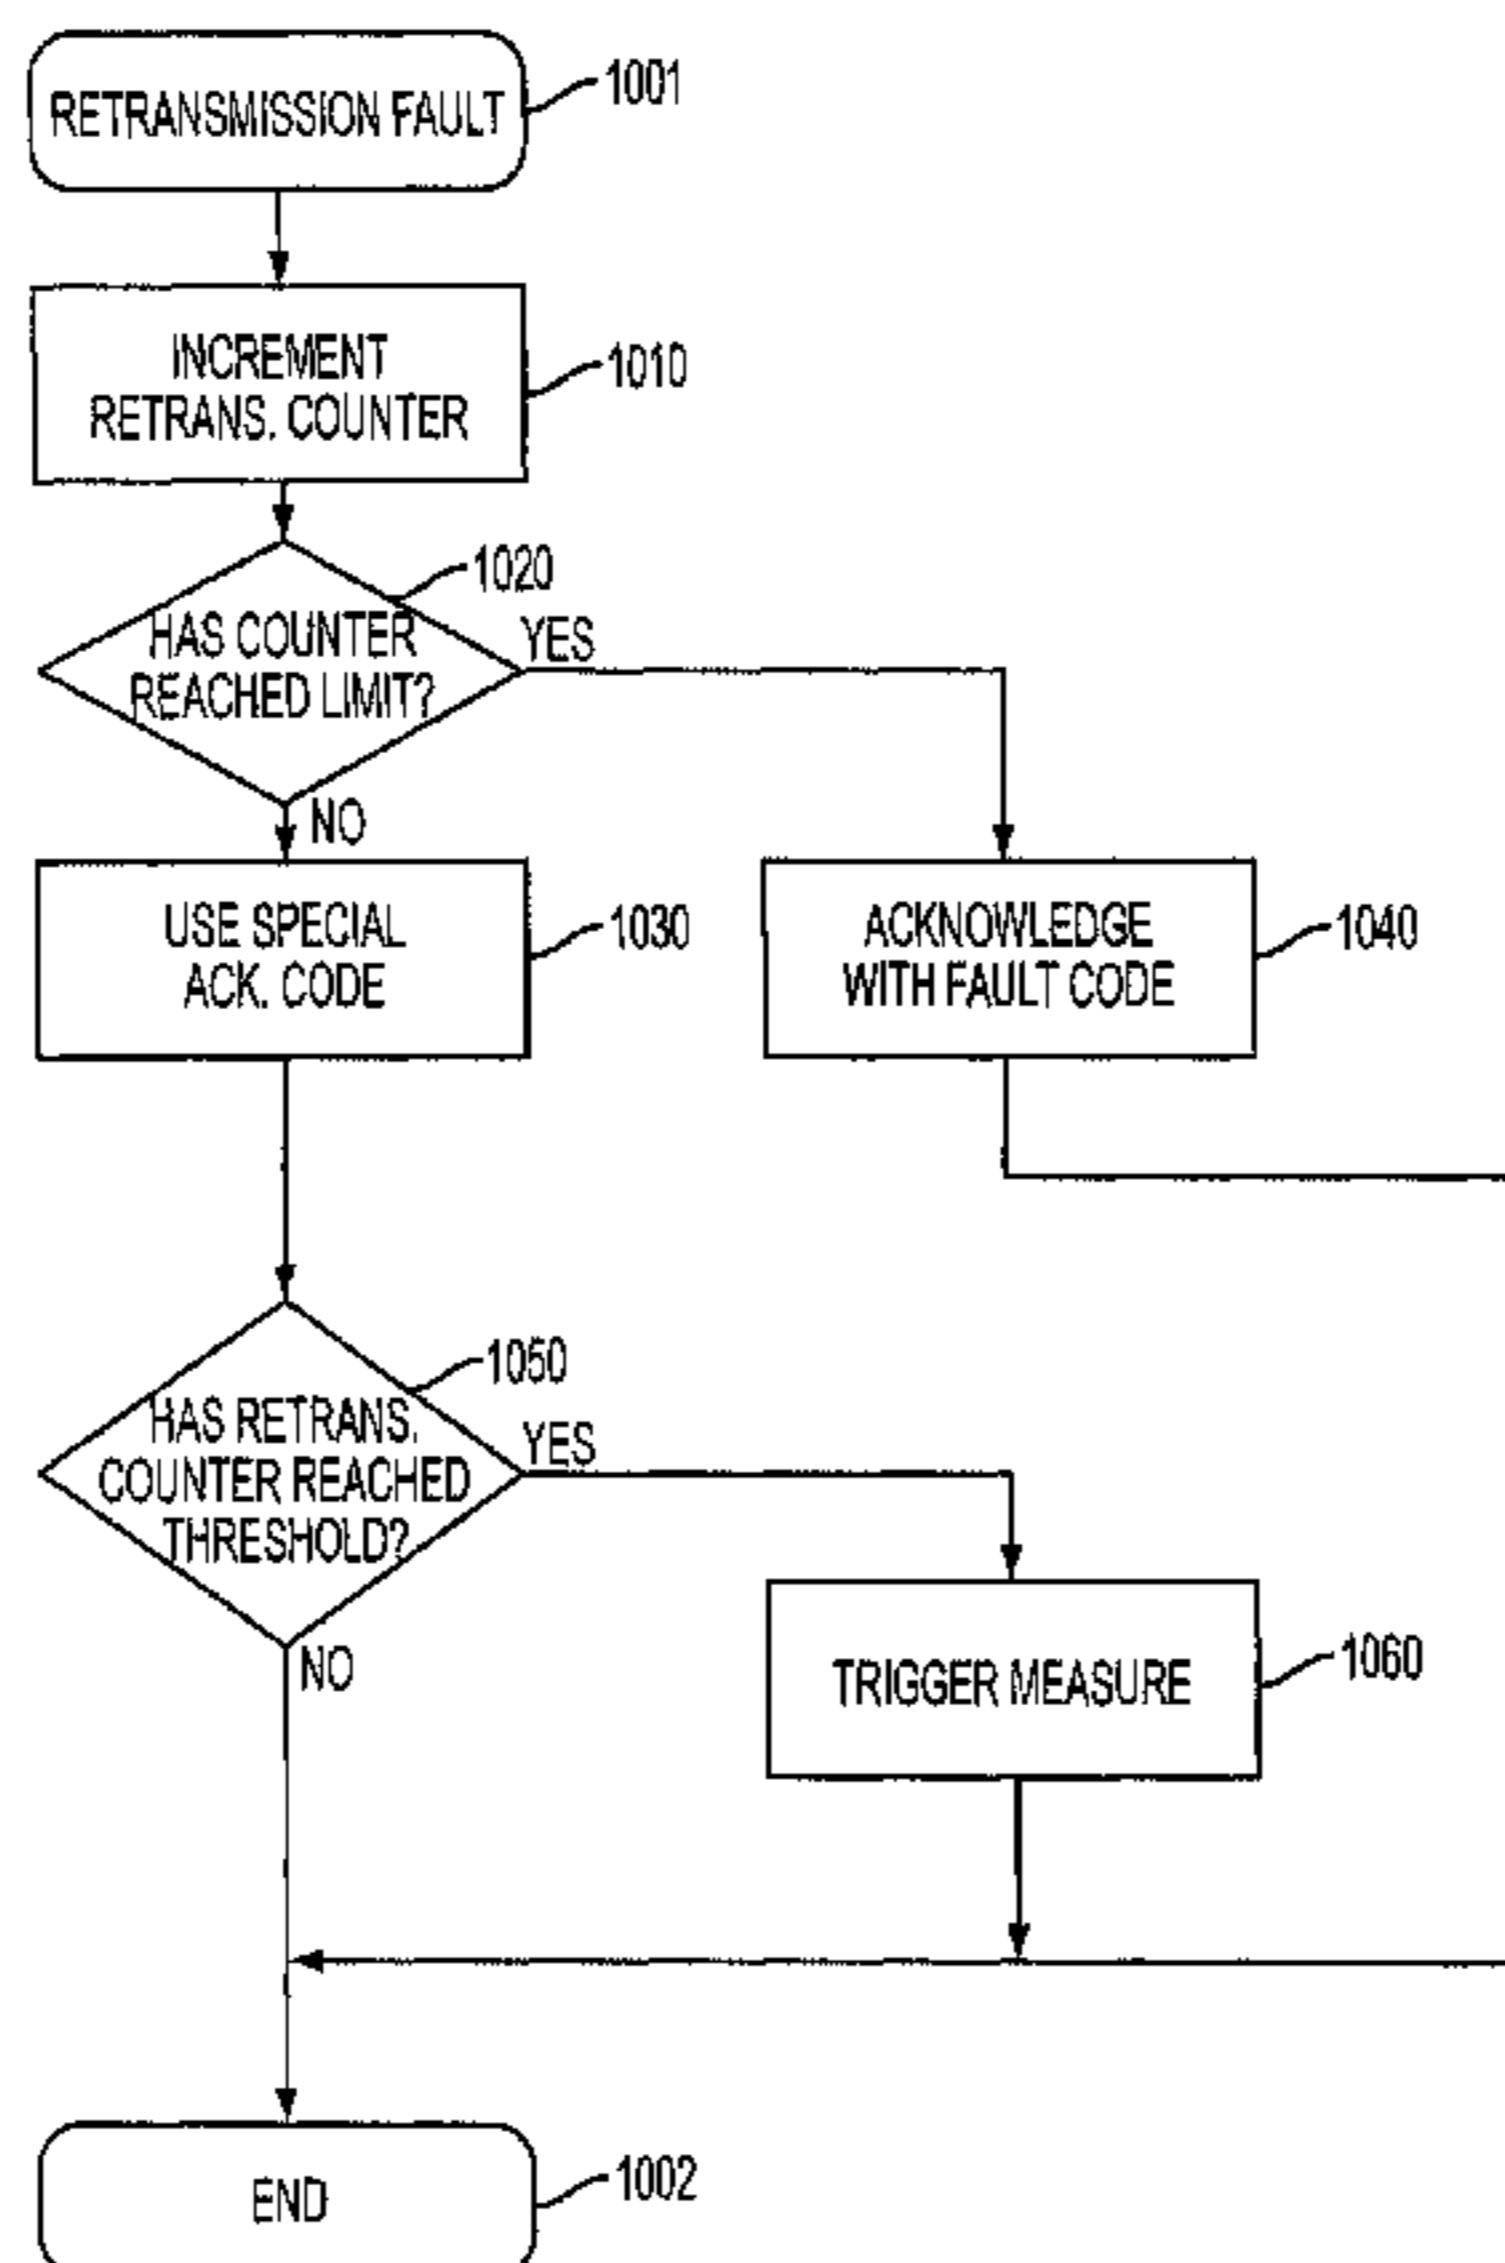 RETRANSMISSION FAULT
1001
INCREMENT
RETRANS. COUNTER
1010
1020
HAS COUNTER
REACHED LIMIT?
YES
NO
USE SPECIAL
ACK. CODE
1030
ACKNOWLEDGE
WITH FAULT CODE
1040
1050
HAS RETRANS.
COUNTER REACHED
THRESHOLD?
YES
NO
TRIGGER MEASURE
1060
END
1002